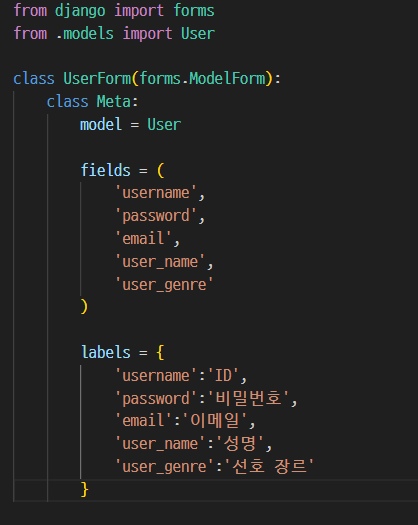 from django import forms
from .models import User
class UserForm(forms.ModelForm):
class Meta:
model = User
fields = (
'username',
'password',
'email',
'user_name',
'user_genre'
)
labels = {
'username':'ID',
'password':'비밀번호',
'email':'이메일',
'user_name':'성명',
'user_genre':'선호 장르'
}